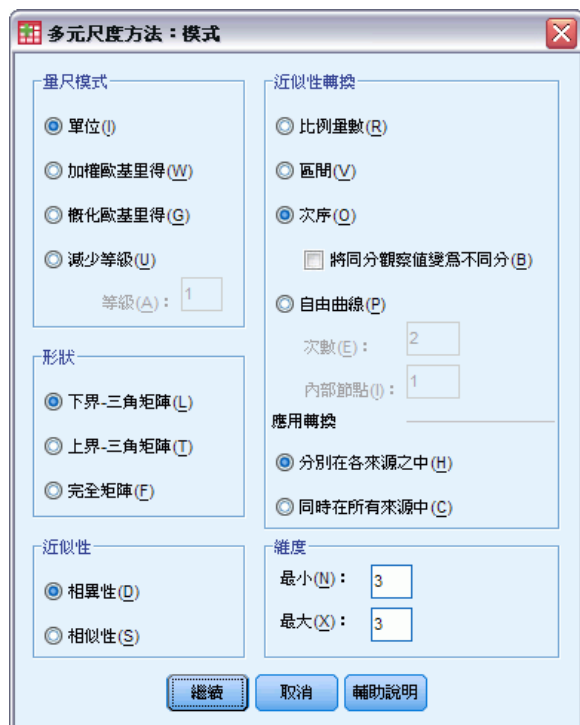 多元尺度方法：模式
量尺模式
單位(I)
加權歐基里得(W)
概化歐基里得(G)
減少等級(U)
等級(A)： 1
形狀
下界-三角矩陣(L)
上界-三角矩陣(T)
完全矩陣(F)
近似性
相異性(D)
相似性(S)
近似性轉換
比例量數(R)
區間(V)
次序(O)
將同分觀察值變為不同分(B)
自由曲線(P)
次數(E)： 2
內部節點(I)： 1
應用轉換
分別在各來源之中(H)
同時在所有來源中(C)
維度
最小(N)： 3
最大(X)： 3
繼續 取消 輔助說明